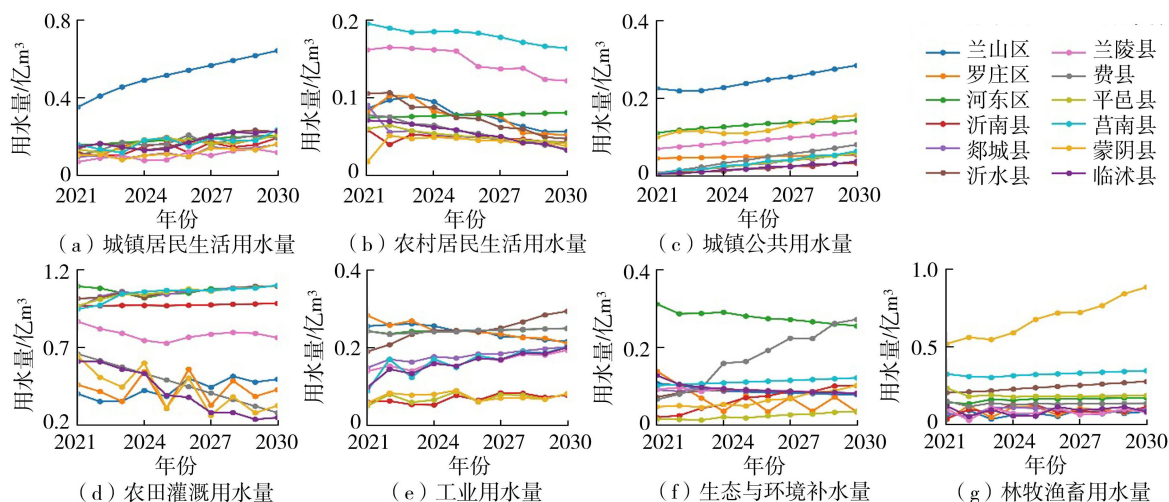 0.8
0.4
0
用水量/亿m³
2021 2024 2027 2030
年份
(a)城镇居民生活用水量
0.2
0.1
0
用水量/亿m³
2021 2024 2027 2030
年份
(b)农村居民生活用水量
0.4
0.2
0
用水量/亿m³
2021 2024 2027 2030
年份
(c)城镇公共用水量
兰山区 兰陵县
罗庄区 费县
河东区 平邑县
沂南县 莒南县
郯城县 蒙阴县
沂水县 临沭县
1.2
0.7
0.2
用水量/亿m³
2021 2024 2027 2030
年份
(d)农田灌溉用水量
0.4
0.2
0
用水量/亿m³
2021 2024 2027 2030
年份
(e)工业用水量
0.4
0.2
0
用水量/亿m³
2021 2024 2027 2030
年份
(f)生态与环境补水量
1.0
0.5
0
用水量/亿m³
2021 2024 2027 2030
年份
(g)林牧渔畜用水量